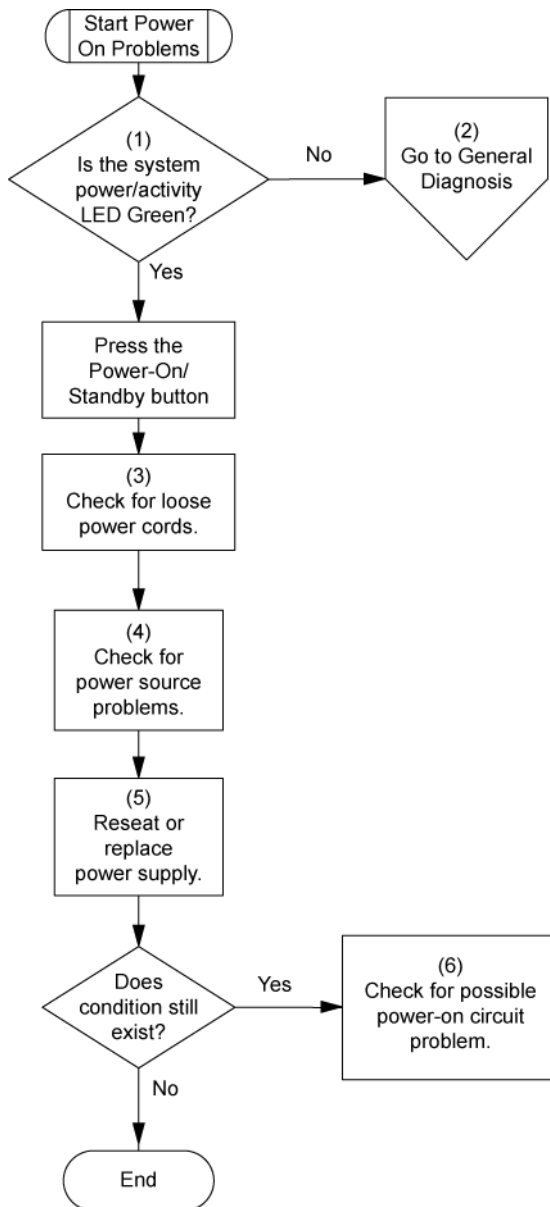 Start Power
On Problems
(1)
Is the system
power/activity
LED Green?
No
(2)
Go to General
Diagnosis
Yes
Press the
Power-On/
Standby button
(3)
Check for loose
power cords.
(4)
Check for
power source
problems.
(5)
Reseat or
replace
power supply.
Does
condition still
exist?
Yes
(6)
Check for possible
power-on circuit
problem.
No
End